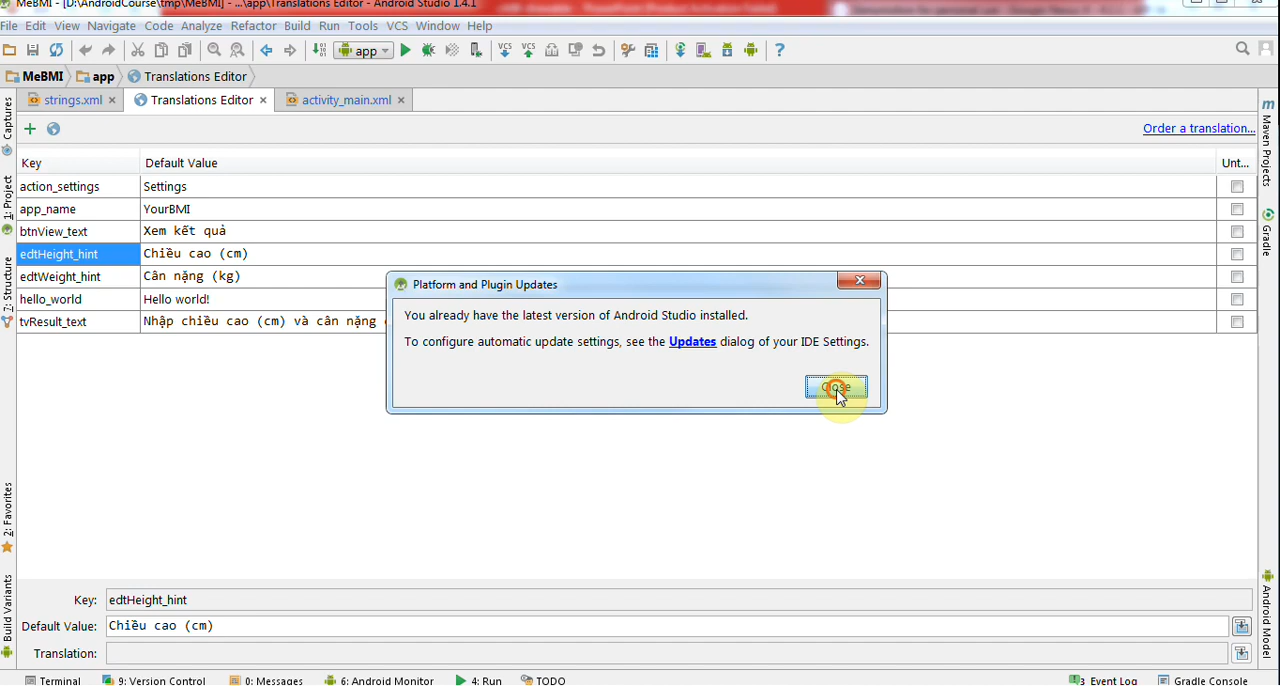 MeBMI - [D:\AndroidCourse\tmp\MeBMI] - ...\app\Translations Editor - Android Studio 1.4.1
File Edit View Navigate Code Analyze Refactor Build Run Tools VCS Window Help
VCS VCS
app
?
MeBMI app Translations Editor
strings.xml Translations Editor activity_main.xml
Order a translation...
Key Default Value Unt...
action_settings Settings
app_name YourBMI
btnView_text Xem kết quả
edtHeight_hint Chiều cao (cm)
edtWeight_hint Cân nặng (kg)
hello_world Hello world!
tvResult_text Nhập chiều cao (cm) và cân nặng
Platform and Plugin Updates
You already have the latest version of Android Studio installed.
To configure automatic update settings, see the Updates dialog of your IDE Settings.
Close
Key: edtHeight_hint
Default Value: Chiều cao (cm)
Translation:
Captures
1: Project
7: Structure
2: Favorites
Build Variants
m Maven Projects
Gradle
Android Model
Terminal 9: Version Control 0: Messages 6: Android Monitor 4: Run TODO
3 Event Log Gradle Console